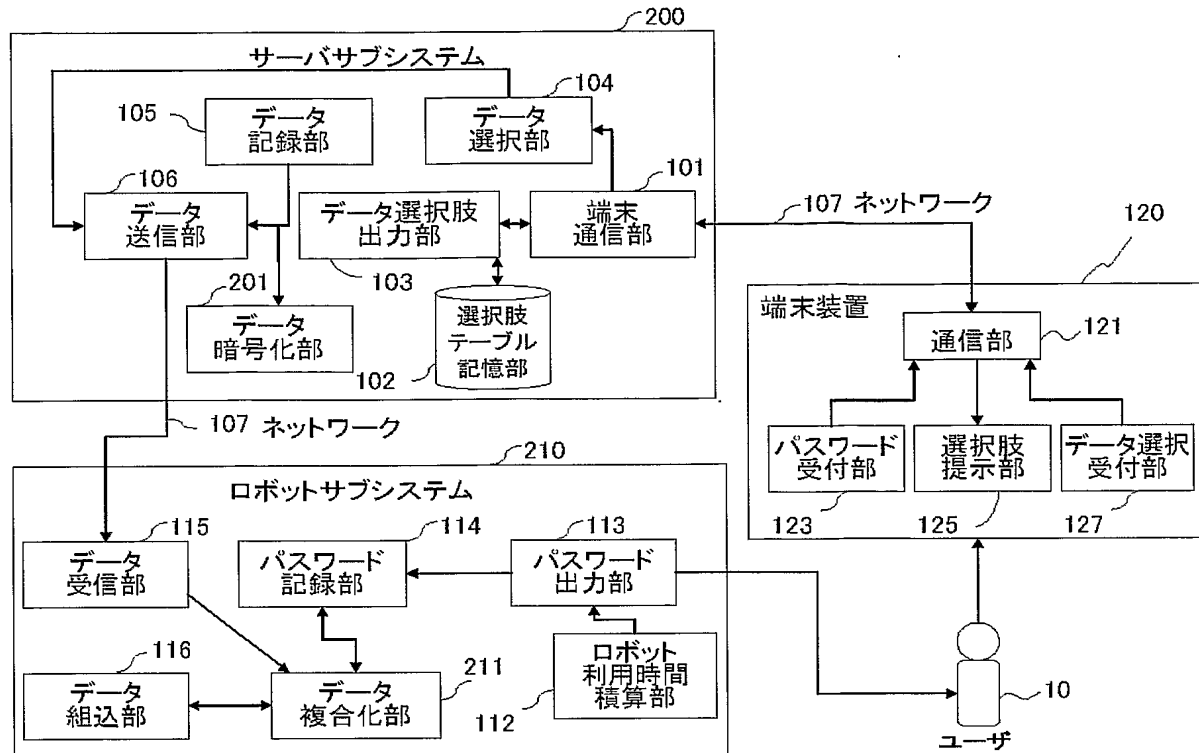 200
サーバサブシステム
104
105
データ
記録部
データ
選択部
106
101
データ
送信部
データ選択肢
出力部
端末
通信部
107 ネットワーク
120
103
201
データ
暗号化部
選択肢
テーブル
記憶部
102
端末装置
通信部
121
107 ネットワーク
パスワード
受付部
選択肢
提示部
データ選択
受付部
123
125
127
210
ロボットサブシステム
115
114
113
データ
受信部
パスワード
記録部
パスワード
出力部
116
データ
組込部
データ
複合化部
211
ロボット
利用時間
積算部
112
10
ユーザ